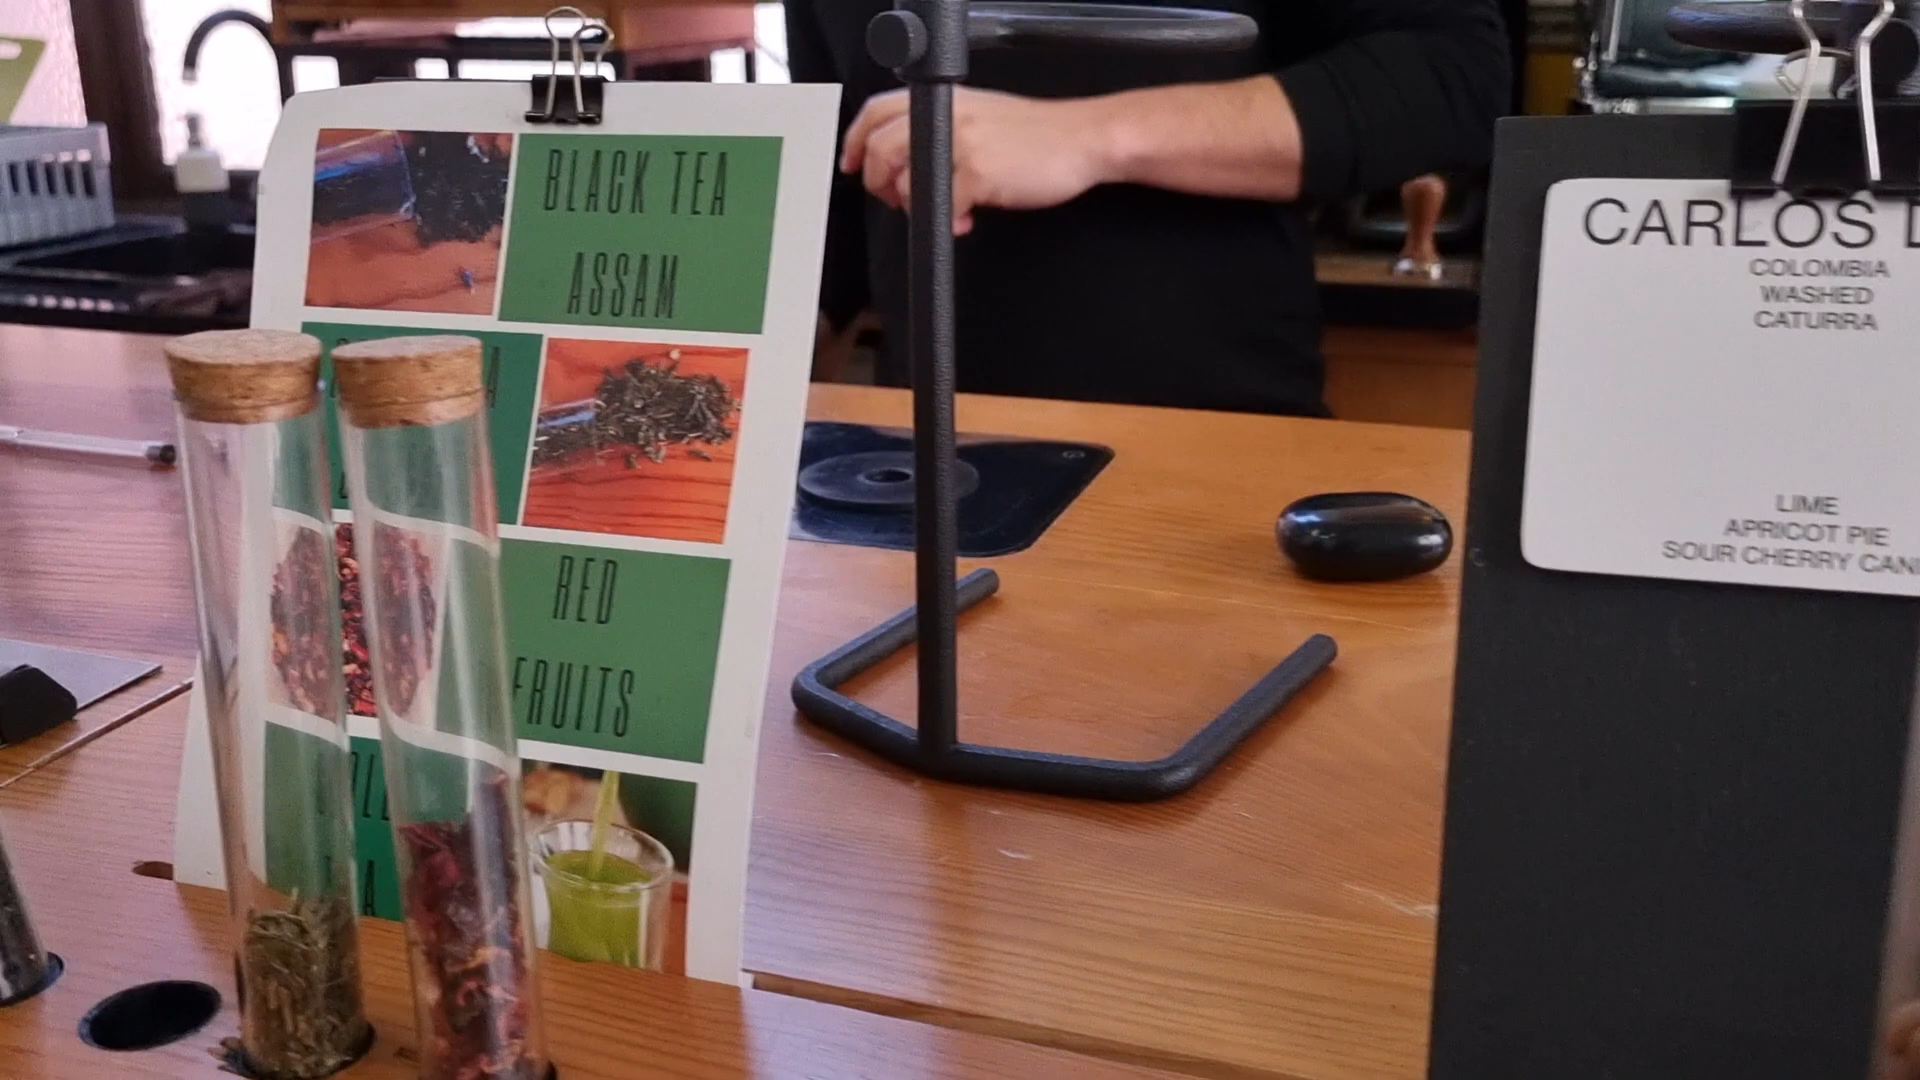 BLACK TEA
ASSAM
RED
FRUITS
CARLOS
COLOMBIA
WASHED
CATURRA
LIME
APRICOT PIE
SOUR CHERRY